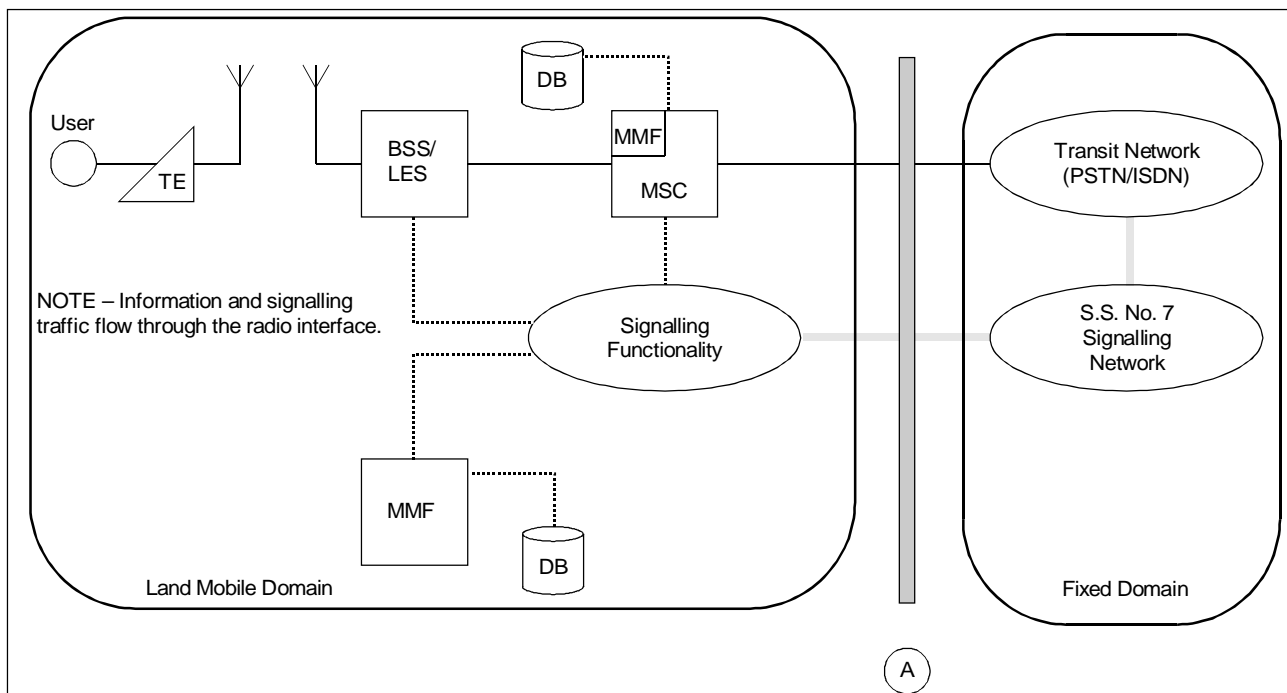 User
TE
BSS/
LES
DB
MMF
MSC
Transit Network
(PSTN/ISDN)
NOTE – Information and signalling
traffic flow through the radio interface.
Signalling
Functionality
S.S. No. 7
Signalling
Network
MMF
DB
Land Mobile Domain
Fixed Domain
A